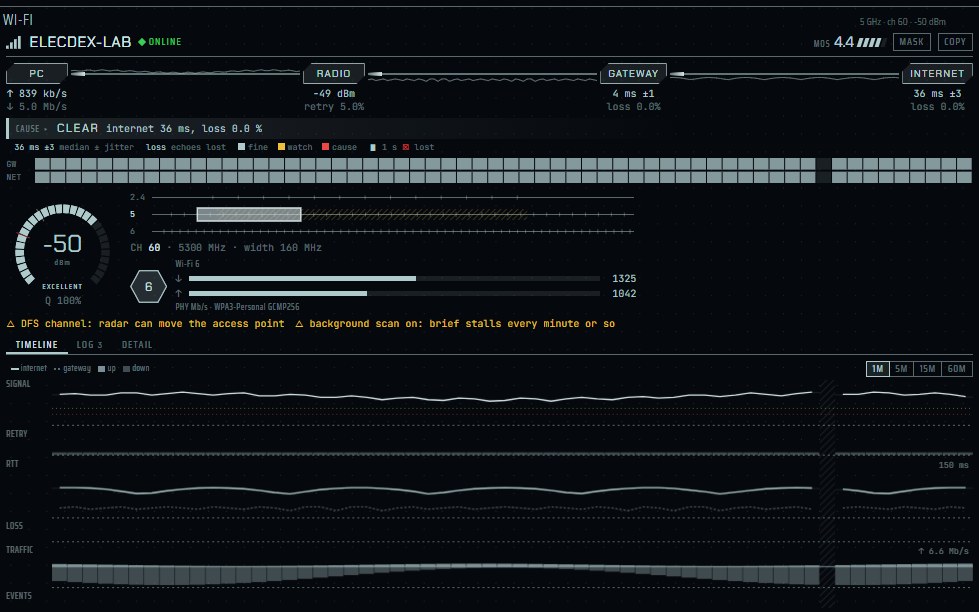 WI-FI
5 GHz · ch 60 · -50 dBm
ELECDEX-LAB ◆ ONLINE
MOS 4.4 MASK COPY
PC RADIO GATEWAY INTERNET
↑ 839 kb/s -49 dBm 4 ms ±1 36 ms ±3
↓ 5.0 Mb/s retry 5.0% loss 0.0% loss 0.0%
CAUSE · CLEAR internet 36 ms, loss 0.0 %
36 ms ±3 median ± jitter loss echoes lost fine watch cause 1 s lost
GW
NET
2.4
5
6
CH 60 · 5300 MHz · width 160 MHz
-50
dBm
EXCELLENT
Q 100%
Wi-Fi 6
6
↓ 1325
↑ 1042
PHY Mb/s · WPA3-Personal GCMP256
△ DFS channel: radar can move the access point △ background scan on: brief stalls every minute or so
TIMELINE LOG 3 DETAIL
internet gateway up down
1M 5M 15M 60M
SIGNAL
RETRY
RTT 150 ms
LOSS
TRAFFIC ↑ 6.6 Mb/s
EVENTS